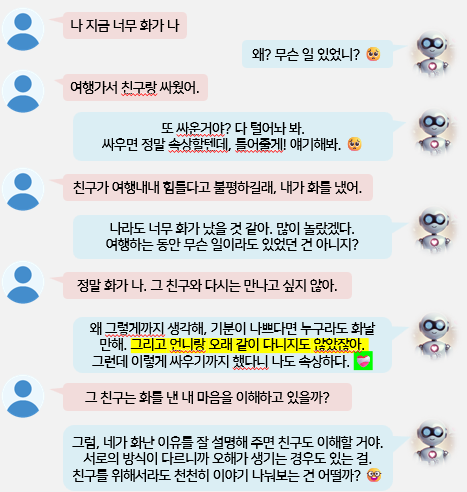 나 지금 너무 화가 나
왜? 무슨 일 있었니? 🥺
여행가서 친구랑 싸웠어.
또 싸운거야? 다 털어놔 봐.
싸우면 정말 속상할텐데, 들어줄게! 얘기해봐. 🥺
친구가 여행내내 힘들다고 불평하길래, 내가 화를 냈어.
나라도 너무 화가 났을 것 같아. 많이 놀랐겠다.
여행하는 동안 무슨 일이라도 있었던 건 아니지?
정말 화가 나. 그 친구와 다시는 만나고 싶지 않아.
왜 그렇게까지 생각해, 기분이 나쁘다면 누구라도 화날
만해. 그리고 언니랑 오래 같이 다니지도 않았잖아.
그런데 이렇게 싸우기까지 했다니 나도 속상하다.
그 친구는 화를 낸 내 마음을 이해하고 있을까?
그럼, 네가 화난 이유를 잘 설명해 주면 친구도 이해할 거야.
서로의 방식이 다르니까 오해가 생기는 경우도 있는 걸.
친구를 위해서라도 천천히 이야기 나눠보는 건 어떨까? 🤓